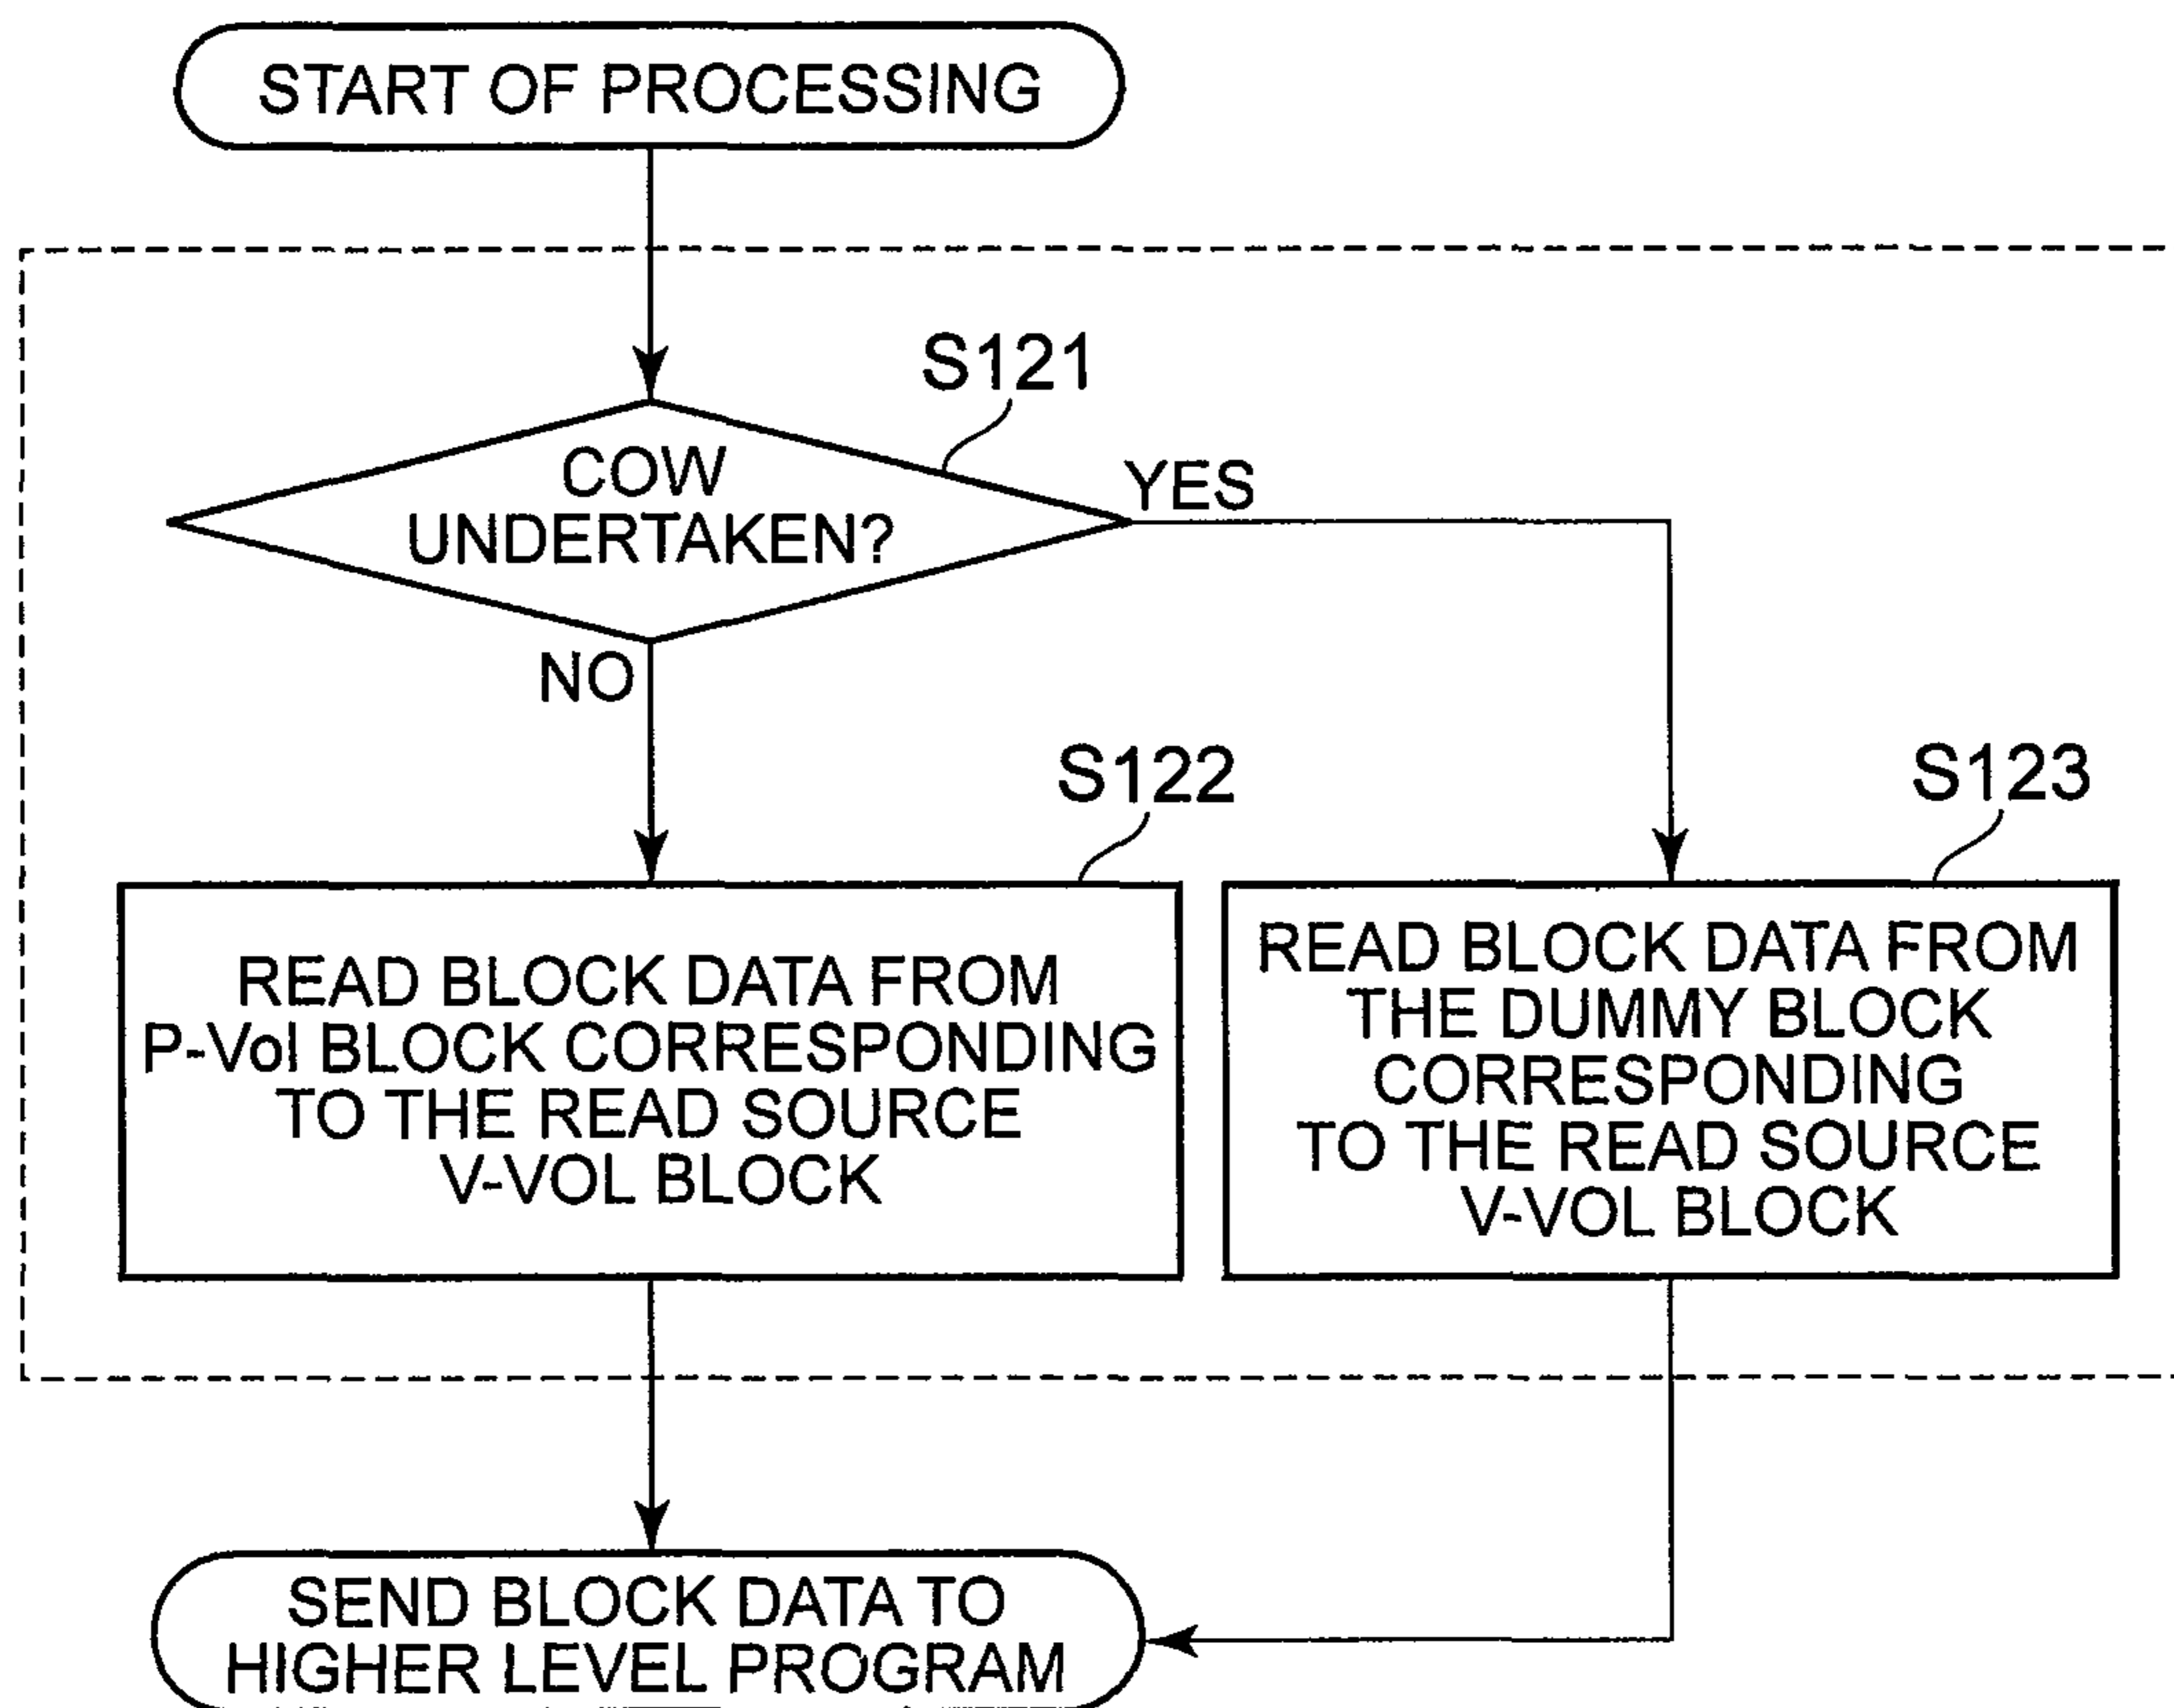 START OF PROCESSING
S121
COW
UNDERTAKEN?
YES
NO
S122
S123
READ BLOCK DATA FROM
P-Vol BLOCK CORRESPONDING
TO THE READ SOURCE
V-VOL BLOCK
READ BLOCK DATA FROM
THE DUMMY BLOCK
CORRESPONDING
TO THE READ SOURCE
V-VOL BLOCK
SEND BLOCK DATA TO
HIGHER LEVEL PROGRAM